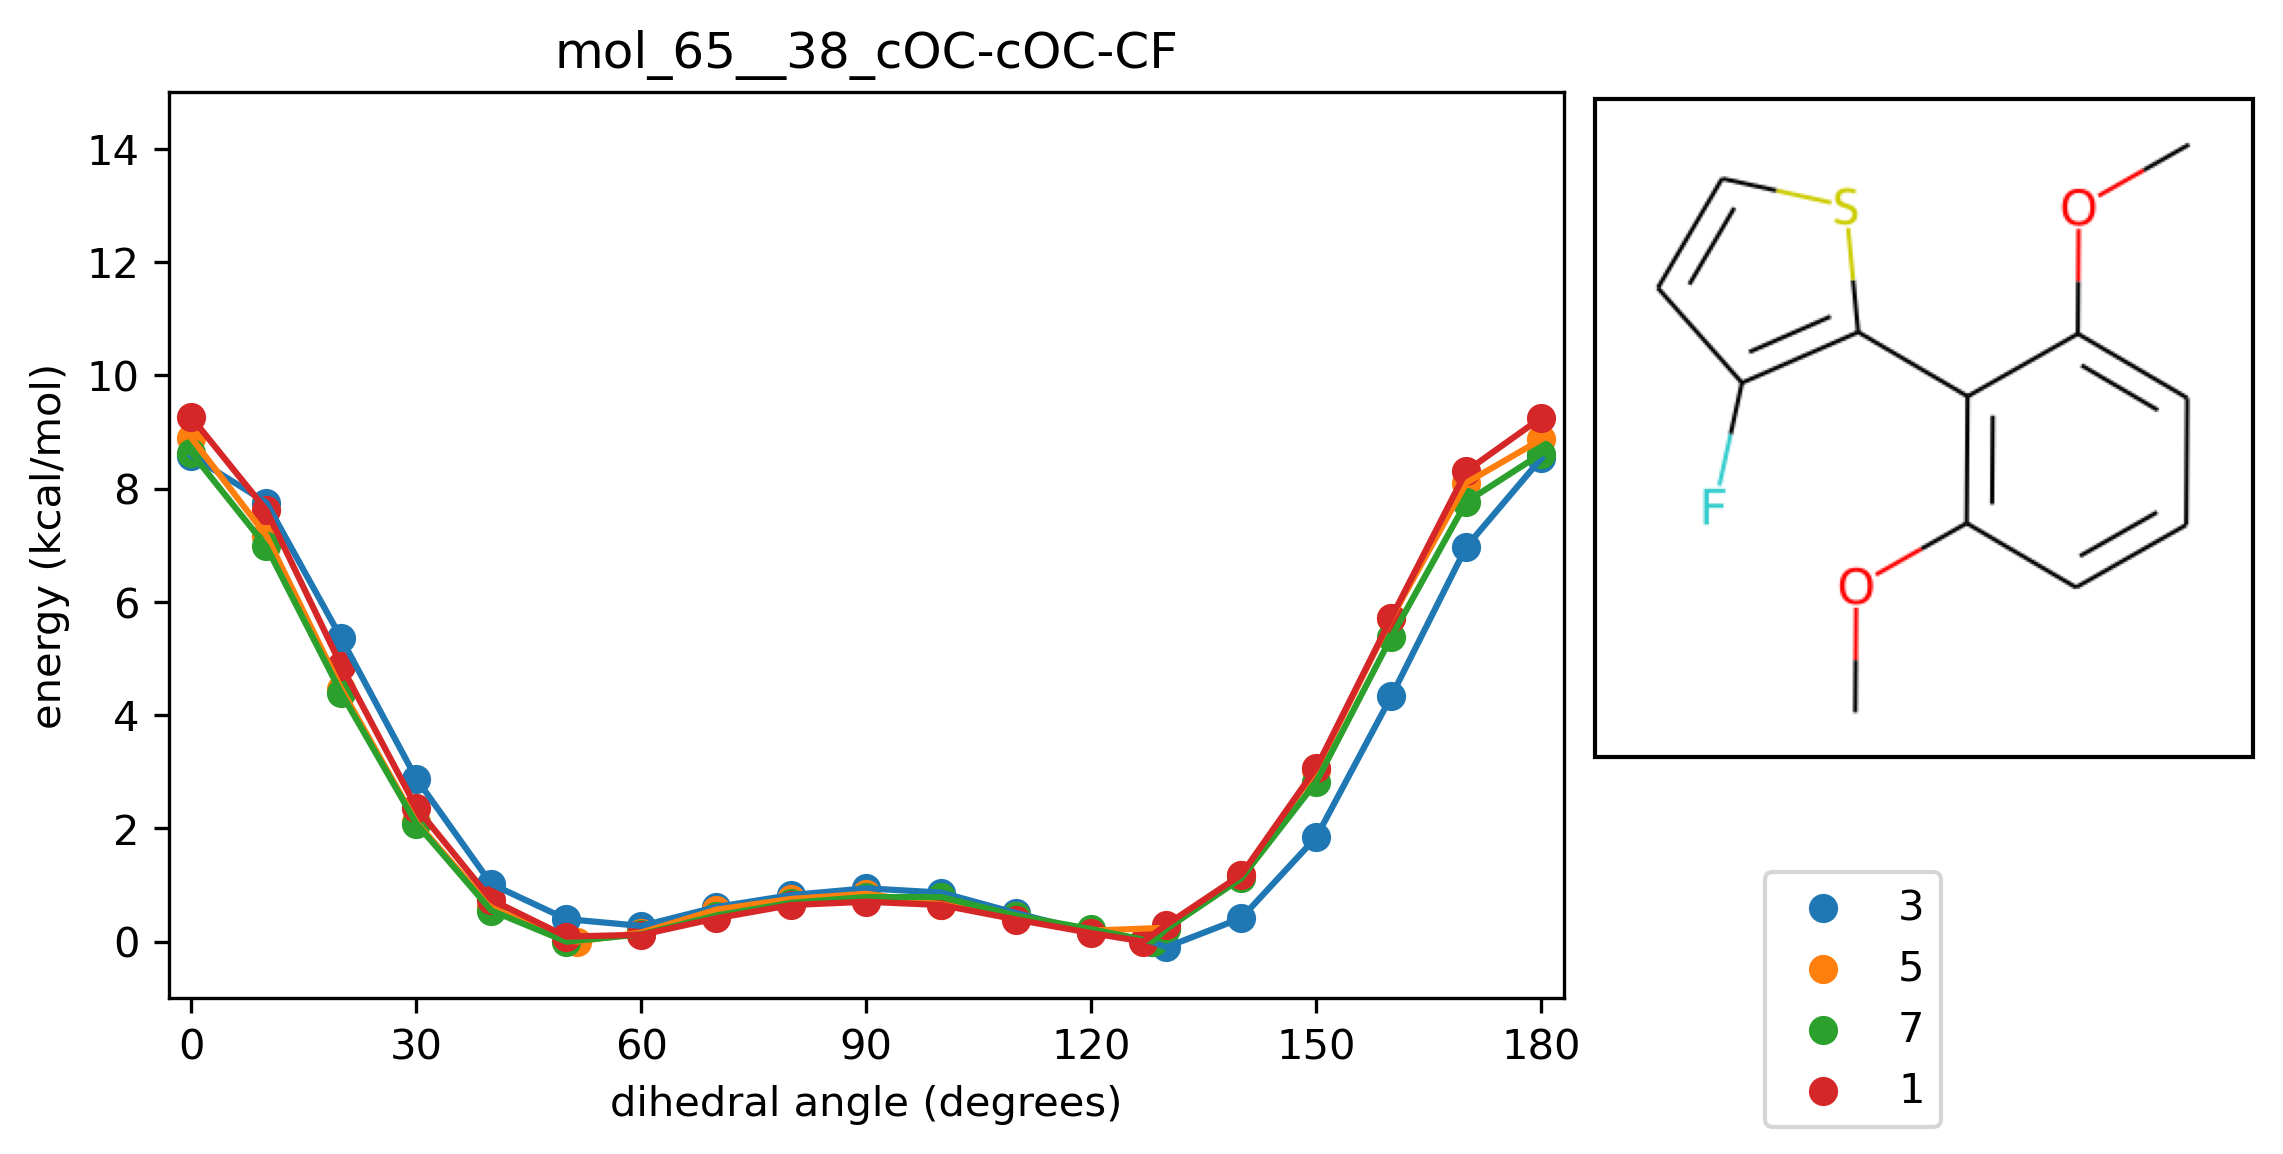 mol_65__38_cOC-cOC-CF
14
12
10
8
6
4
2
0
energy (kcal/mol)
0 30 60 90 120 150 180
dihedral angle (degrees)
S
O
F
O
3
5
7
1